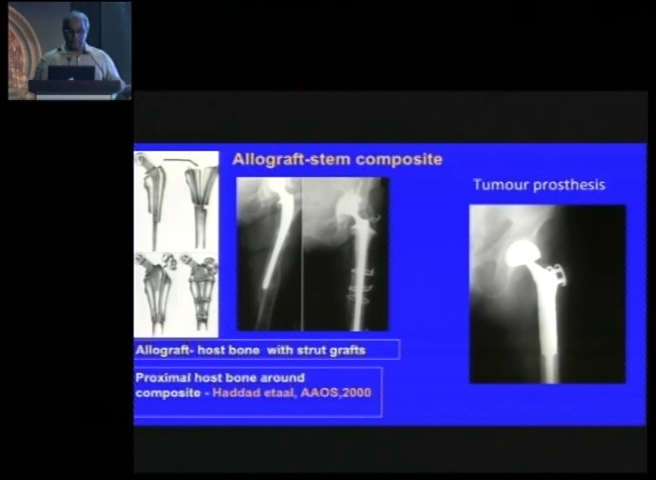 Allograft-stem composite
Tumour prosthesis
Allograft- host bone with strut grafts
Proximal host bone around
composite - Haddad etaal, AAOS,2000